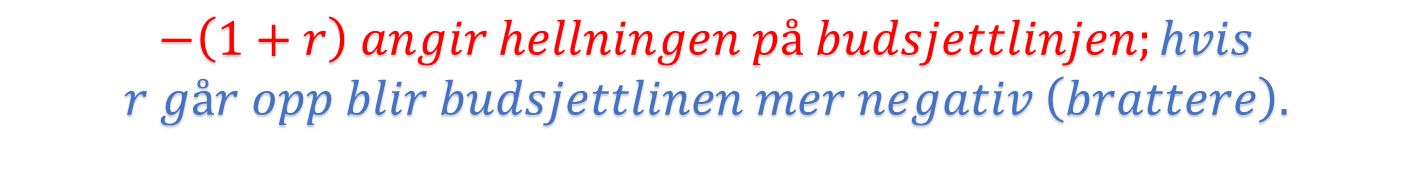 −(1 + r) angir hellningen på budsjettlinjen; hvis
r går opp blir budsjettlinen mer negativ (brattere).